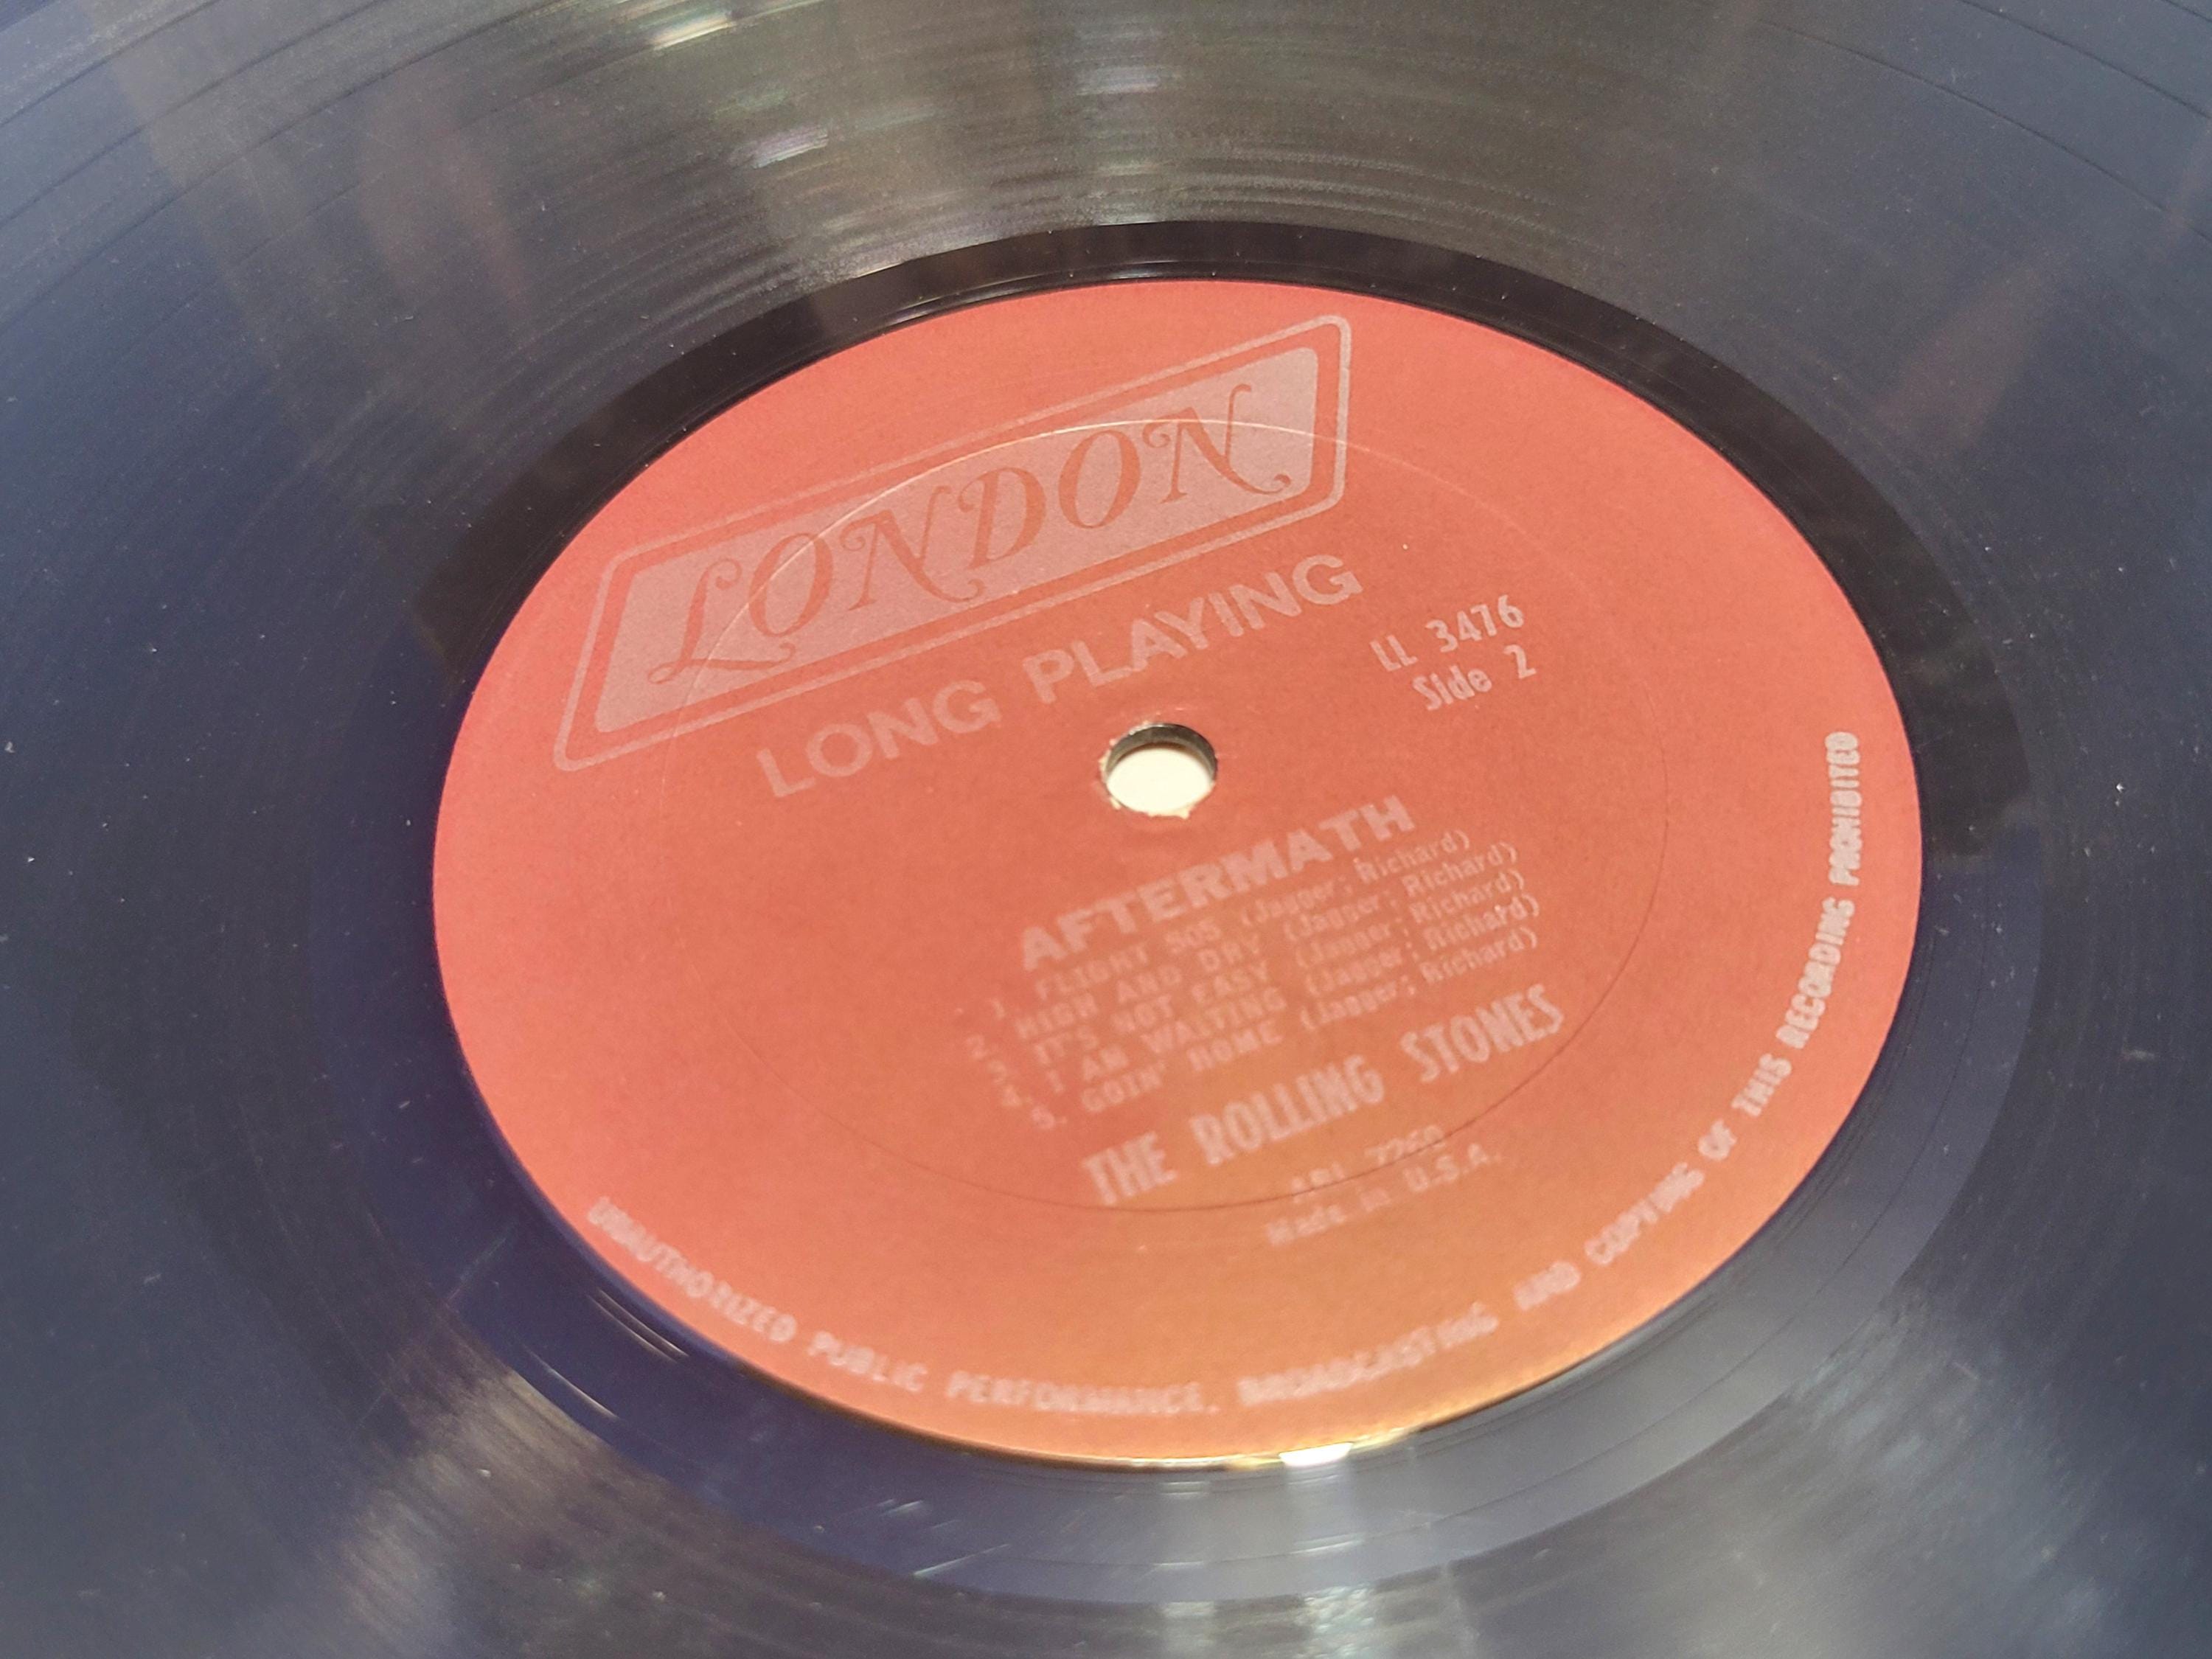 LONDON
LONG PLAYING
LL 3476
Side 2
AFTERMATH
1. FLIGHT 505 (Jagger; Richard)
2. HIGH AND DRY (Jagger; Richard)
3. IT'S NOT EASY (Jagger; Richard)
4. I AM WAITING (Jagger; Richard)
5. GOIN' HOME (Jagger; Richard)
THE ROLLING STONES
ARL 7260
Made in U.S.A.
UNAUTHORIZED PUBLIC PERFORMANCE, BROADCASTING AND COPYING OF THIS RECORDING PROHIBITED